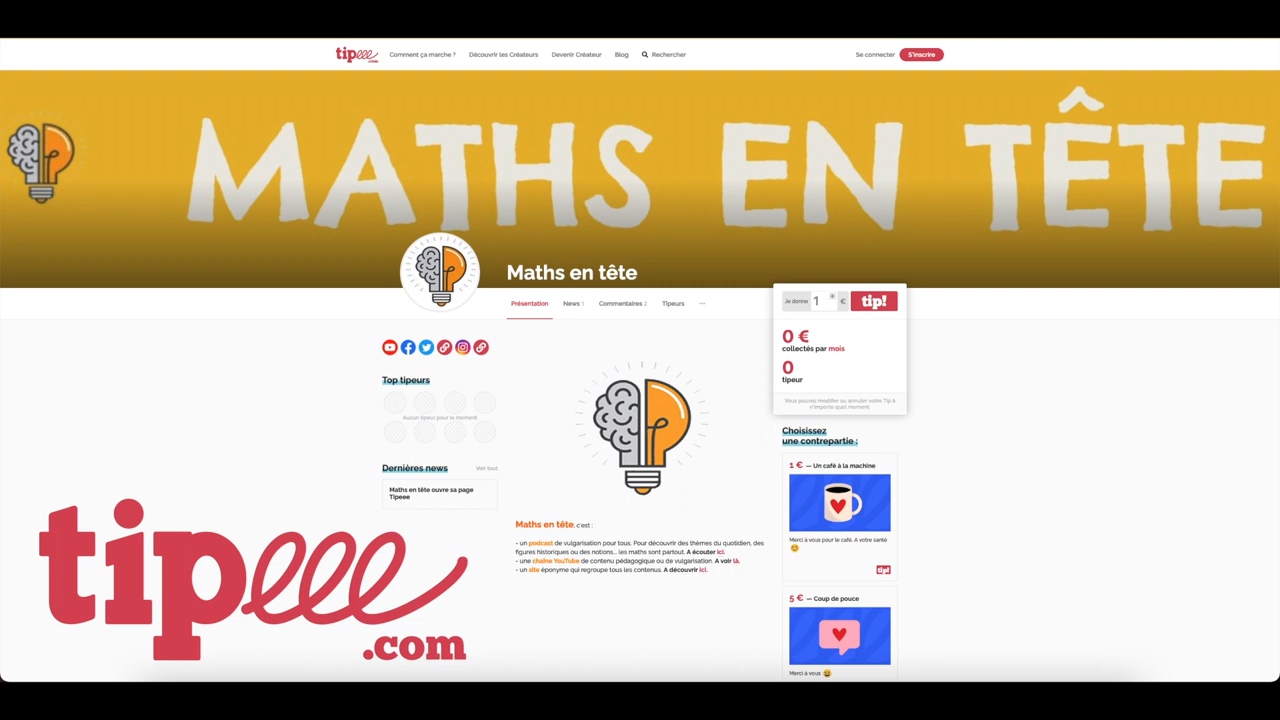 tipeee
.com
Comment ça marche ?
Découvrir les Créateurs
Devenir Créateur
Blog
Rechercher
Se connecter
S'inscrire
MATHS EN TÊTE
Maths en tête
Présentation
News 1
Commentaires 2
Tipeurs
Je donne
1
€
tip!
0 €
collectés par mois
0
tipeur
Vous pouvez modifier ou annuler votre Tip à
n'importe quel moment.
Top tipeurs
Aucun tipeur pour le moment
Dernières news
Voir tout
Maths en tête ouvre sa page
Tipeee
Maths en tête, c'est :
- un podcast de vulgarisation pour tous. Pour découvrir des thèmes du quotidien, des
figures historiques ou des notions... les maths sont partout. A écouter ici.
- une chaîne YouTube de contenu pédagogique ou de vulgarisation. A voir là.
- un site éponyme qui regroupe tous les contenus. A découvrir ici.
Choisissez
une contrepartie :
1 € — Un café à la machine
Merci à vous pour le café. A votre santé
tip!
5 € — Coup de pouce
Merci à vous
tipeee
.com